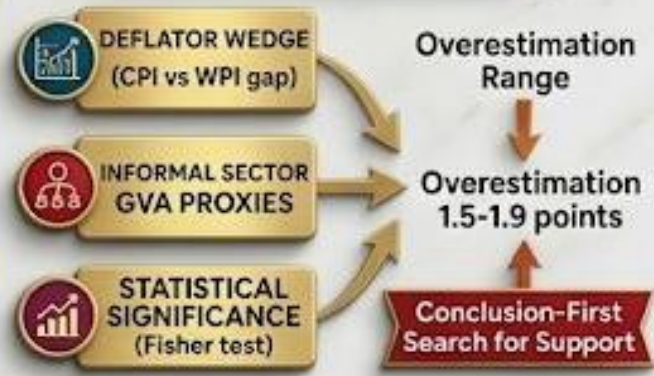 DEFLATOR WEDGE
(CPI vs WPI gap)
INFORMAL SECTOR
GVA PROXIES
STATISTICAL
SIGNIFICANCE
(Fisher test)
Overestimation
Range
Overestimation
1.5-1.9 points
Conclusion-First
Search for Support